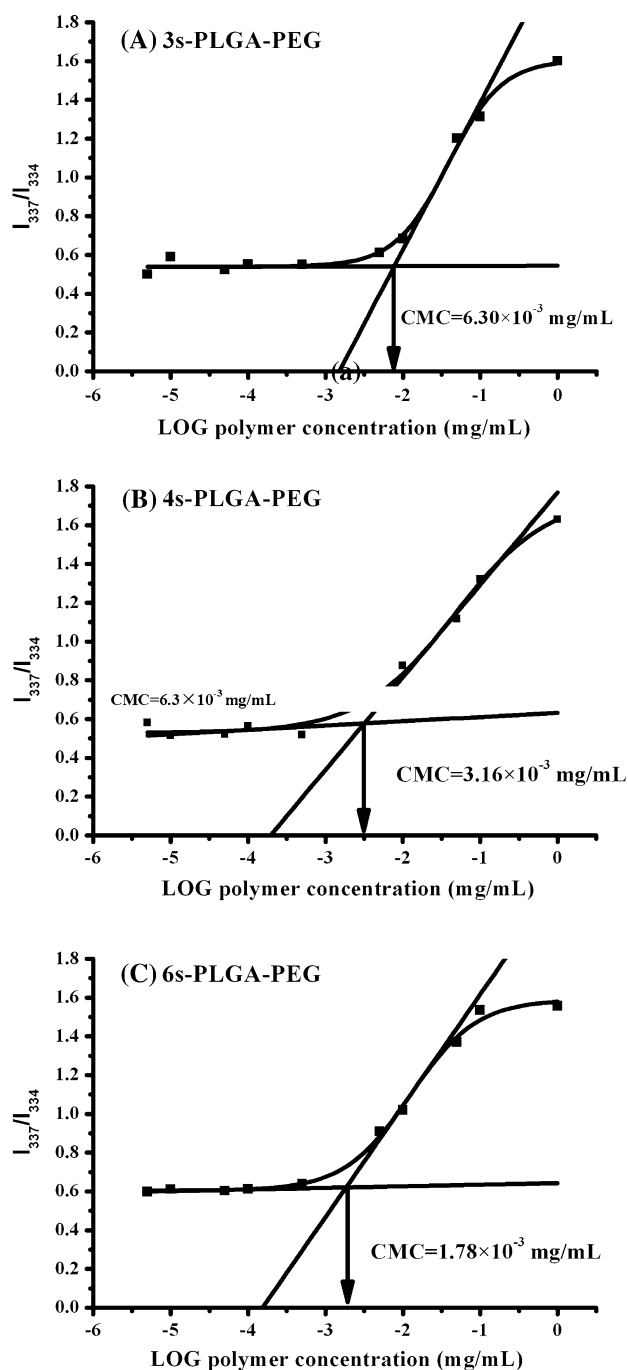 (A) 3s-PLGA-PEG
1.8
1.6
1.4
1.2
1.0
0.8
0.6
0.4
0.2
0.0
I₃₃₇/I₃₃₄
CMC=6.30×10⁻³ mg/mL
(a)
-6 -5 -4 -3 -2 -1 0
LOG polymer concentration (mg/mL)
(B) 4s-PLGA-PEG
1.8
1.6
1.4
1.2
1.0
0.8
0.6
0.4
0.2
0.0
I₃₃₇/I₃₃₄
CMC=6.3×10⁻³ mg/mL
CMC=3.16×10⁻³ mg/mL
-6 -5 -4 -3 -2 -1 0
LOG polymer concentration (mg/mL)
(C) 6s-PLGA-PEG
1.8
1.6
1.4
1.2
1.0
0.8
0.6
0.4
0.2
0.0
I₃₃₇/I₃₃₄
CMC=1.78×10⁻³ mg/mL
-6 -5 -4 -3 -2 -1 0
LOG polymer concentration (mg/mL)